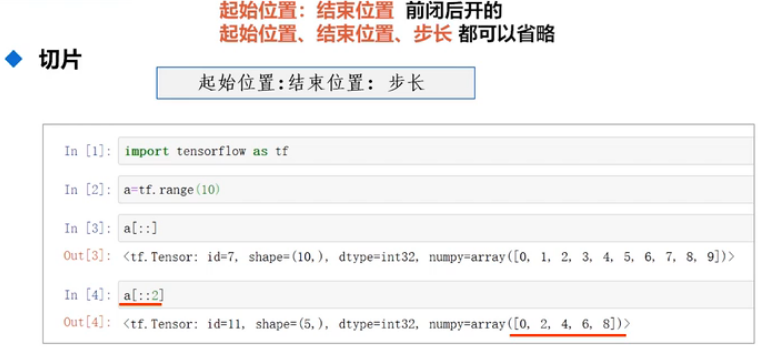 起始位置：结束位置 前闭后开的
起始位置、结束位置、步长 都可以省略
切片
起始位置:结束位置：步长
In [1]: import tensorflow as tf
In [2]: a=tf.range(10)
In [3]: a[::]
Out[3]: <tf.Tensor: id=7, shape=(10,), dtype=int32, numpy=array([0, 1, 2, 3, 4, 5, 6, 7, 8, 9])>
In [4]: a[::2]
Out[4]: <tf.Tensor: id=11, shape=(5,), dtype=int32, numpy=array([0, 2, 4, 6, 8])>